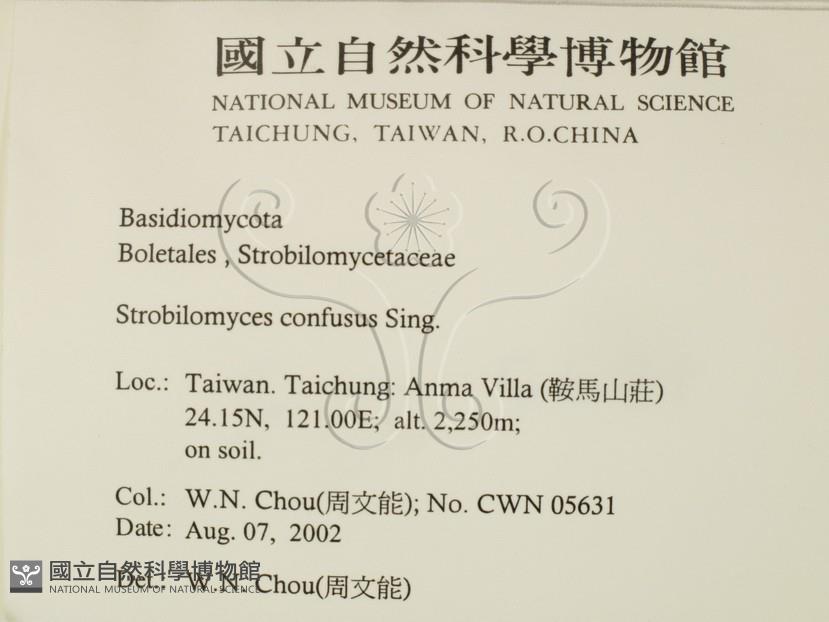 國立自然科學博物館
NATIONAL MUSEUM OF NATURAL SCIENCE
TAICHUNG, TAIWAN, R.O.CHINA
Basidiomycota
Boletales , Strobilomycetaceae
Strobilomyces confusus Sing.
Loc.: Taiwan. Taichung: Anma Villa (鞍馬山莊)
24.15N, 121.00E; alt. 2,250m;
on soil.
Col.: W.N. Chou(周文能); No. CWN 05631
Date: Aug. 07, 2002
Det.: W.N. Chou(周文能)
國立自然科學博物館
NATIONAL MUSEUM OF NATURAL SCIENCE